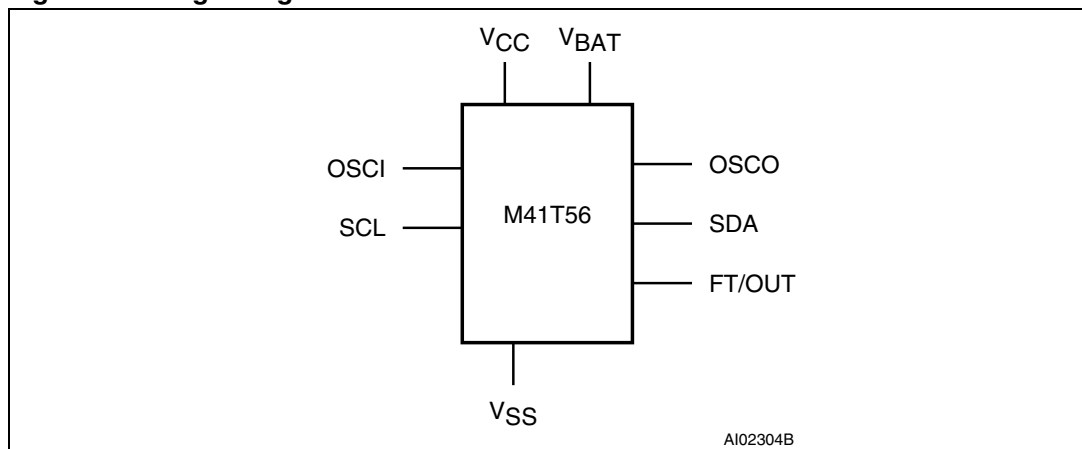 VCC VBAT
OSCI OSCO
M41T56
SCL SDA
FT/OUT
VSS
AI02304B